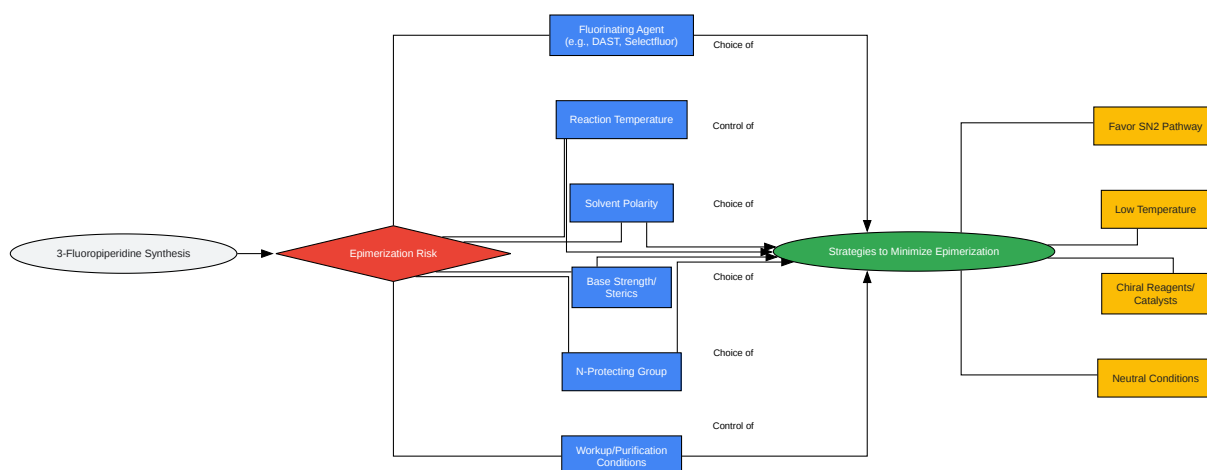 Fluorinating Agent
(e.g., DAST, Selectfluor)
Choice of
Reaction Temperature
Control of
Favor SN2 Pathway
Solvent Polarity
Choice of
Low Temperature
3-Fluoropiperidine Synthesis
Epimerization Risk
Strategies to Minimize Epimerization
Base Strength/
Sterics
Choice of
Chiral Reagents/
Catalysts
N-Protecting Group
Choice of
Neutral Conditions
Workup/Purification
Conditions
Control of